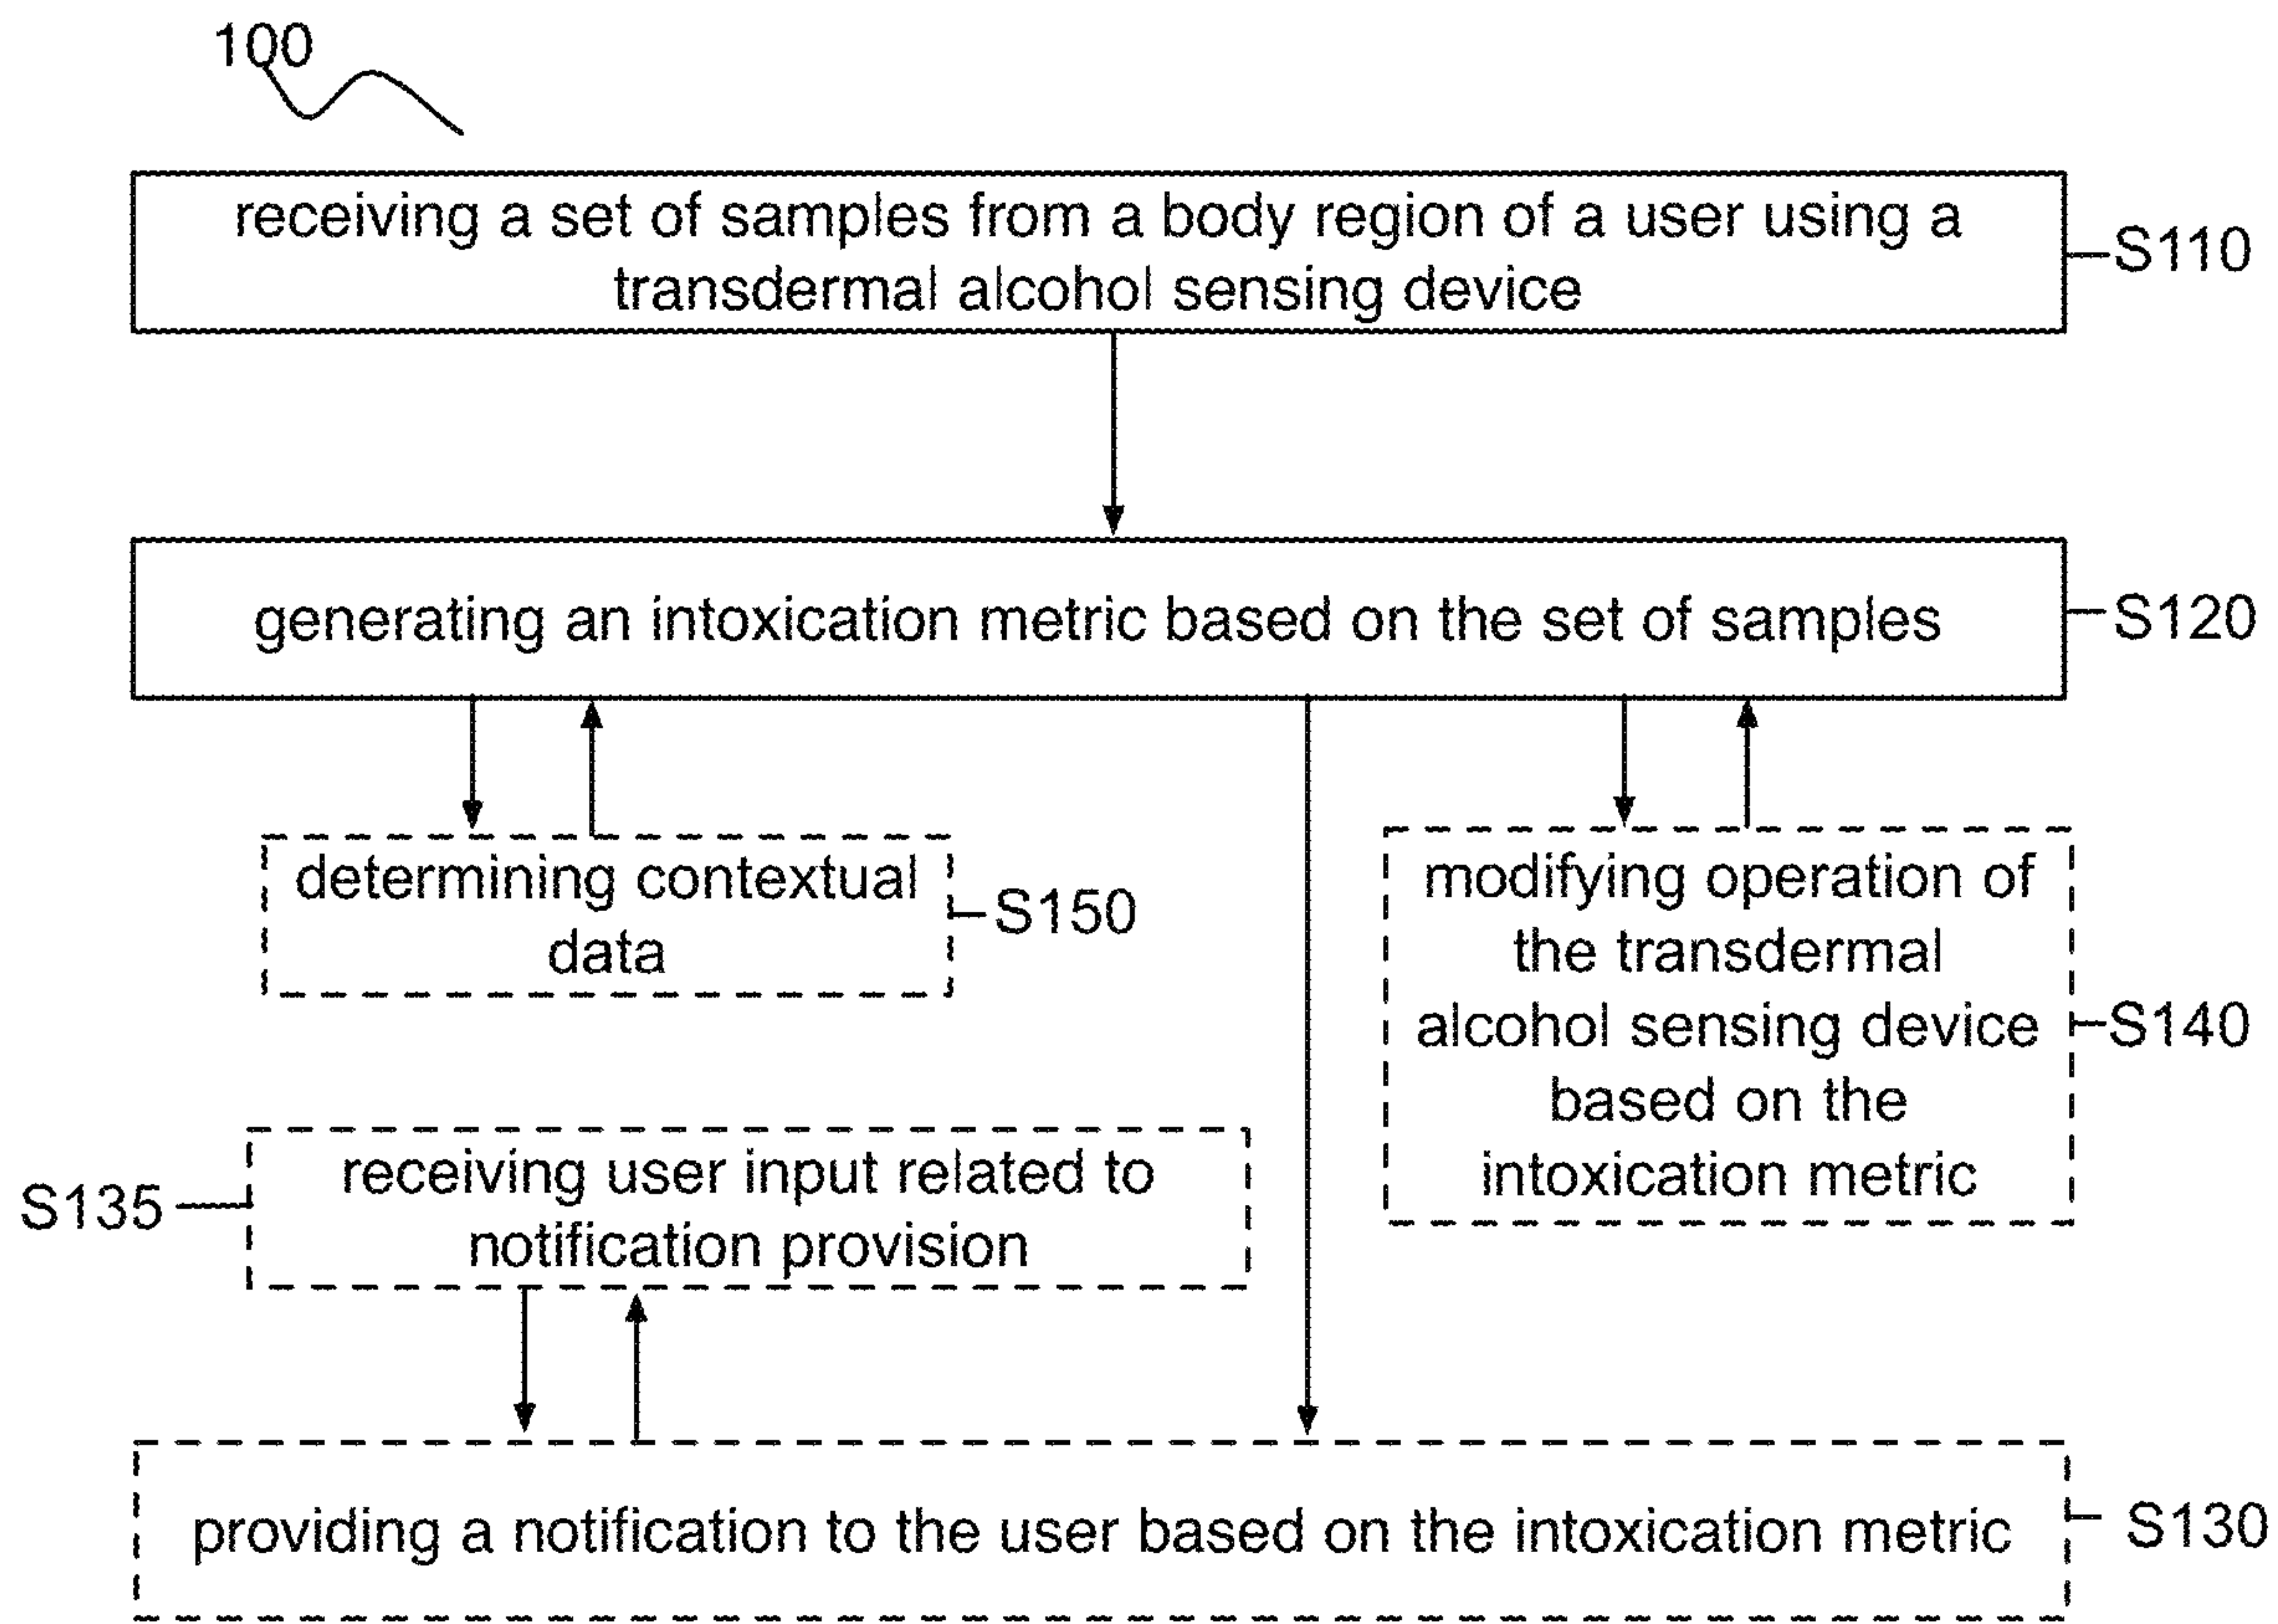 100
receiving a set of samples from a body region of a user using a
transdermal alcohol sensing device
S110
generating an intoxication metric based on the set of samples
S120
determining contextual
data
S150
modifying operation of
the transdermal
alcohol sensing device
based on the
intoxication metric
S140
S135
receiving user input related to
notification provision
providing a notification to the user based on the intoxication metric
S130